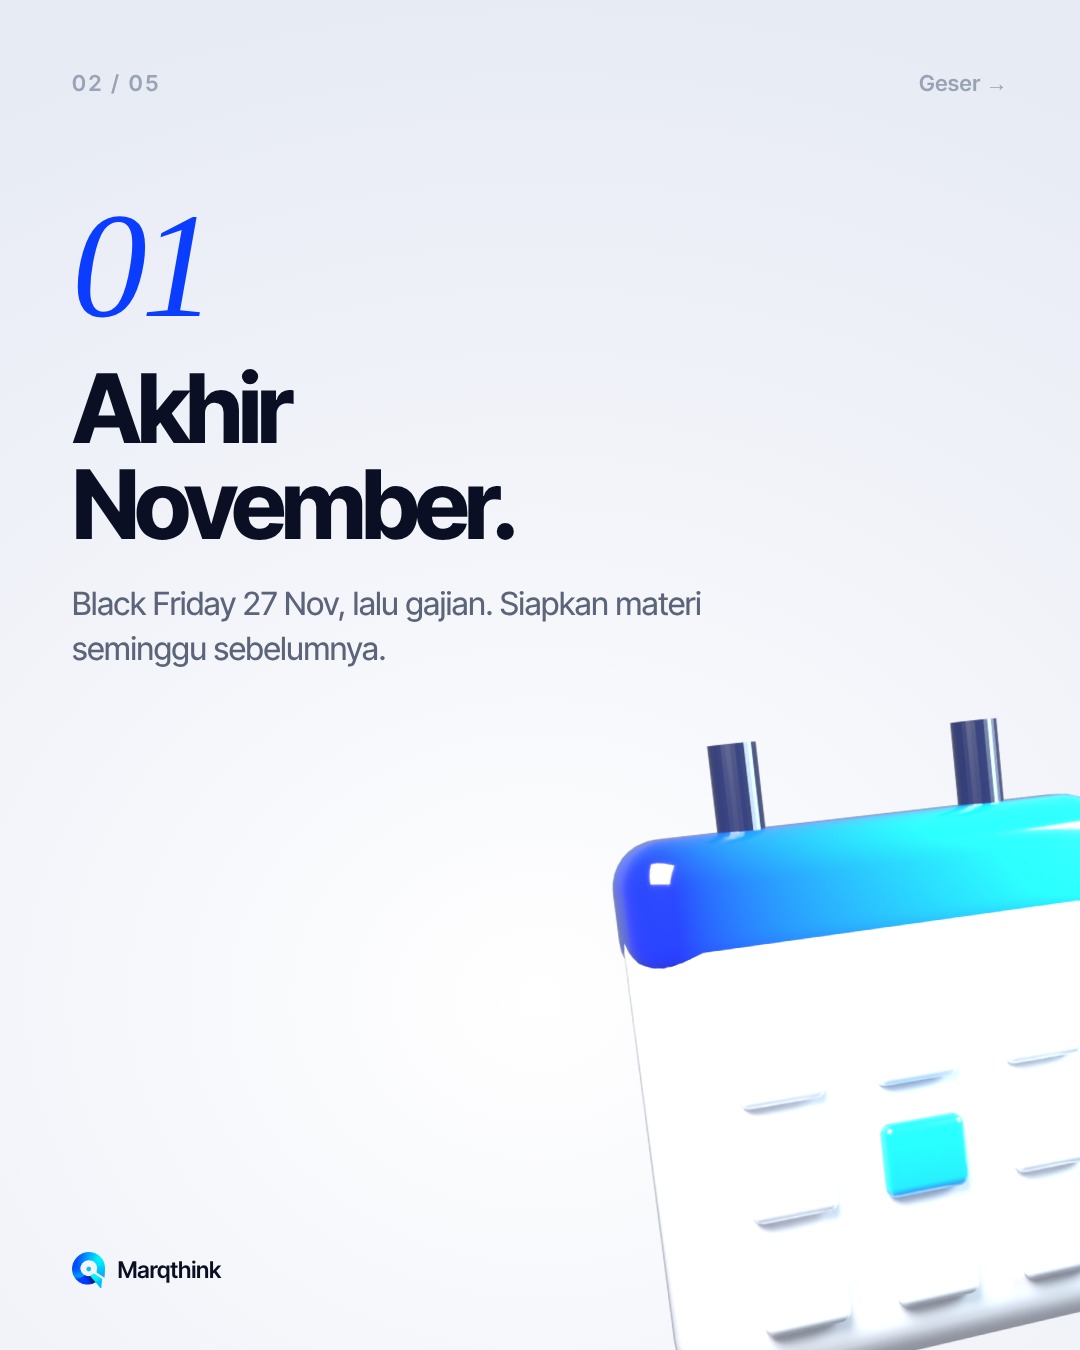 02 / 05
Geser →
01
Akhir
November.
Black Friday 27 Nov, lalu gajian. Siapkan materi
seminggu sebelumnya.
Marqthink